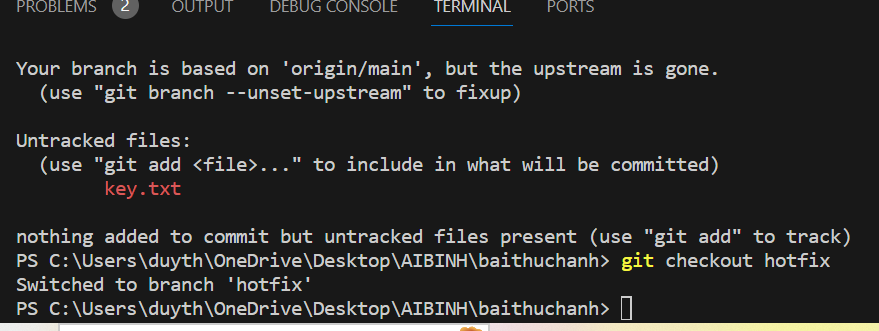 PROBLEMS 2 OUTPUT DEBUG CONSOLE TERMINAL PORTS
Your branch is based on 'origin/main', but the upstream is gone.
  (use "git branch --unset-upstream" to fixup)
Untracked files:
  (use "git add <file>..." to include in what will be committed)
        key.txt
nothing added to commit but untracked files present (use "git add" to track)
PS C:\Users\duyth\OneDrive\Desktop\AIBINH\baithuchanh> git checkout hotfix
Switched to branch 'hotfix'
PS C:\Users\duyth\OneDrive\Desktop\AIBINH\baithuchanh>